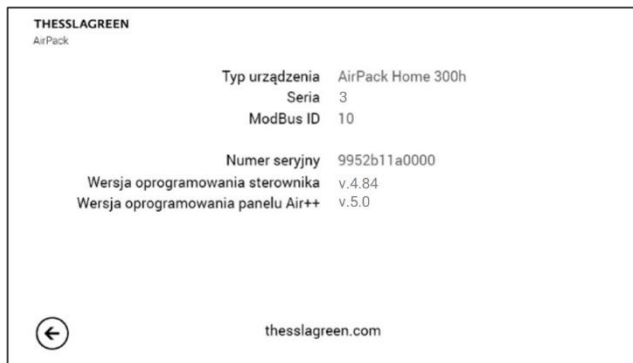 THESSLAGREEN
AirPack
Typ urządzenia AirPack Home 300h
Seria 3
ModBus ID 10
Numer seryjny 9952b11a0000
Wersja oprogramowania sterownika v.4.84
Wersja oprogramowania panelu Air++ v.5.0
thesslagreen.com